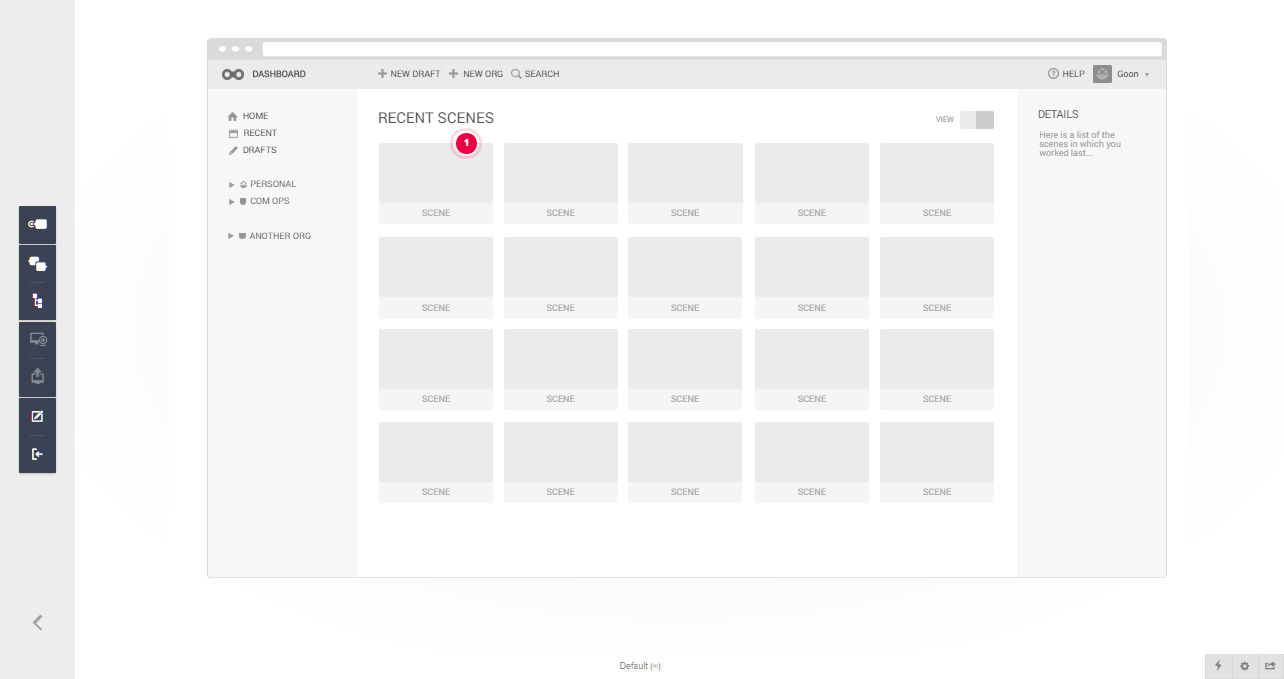 DASHBOARD
NEW DRAFT
NEW ORG
SEARCH
HELP
Goon
HOME
RECENT
DRAFTS
PERSONAL
COM OPS
ANOTHER ORG
RECENT SCENES
VIEW
1
SCENE SCENE SCENE SCENE SCENE
SCENE SCENE SCENE SCENE SCENE
SCENE SCENE SCENE SCENE SCENE
SCENE SCENE SCENE SCENE SCENE
DETAILS
Here is a list of the
scenes in which you
worked last...
Default (∞)